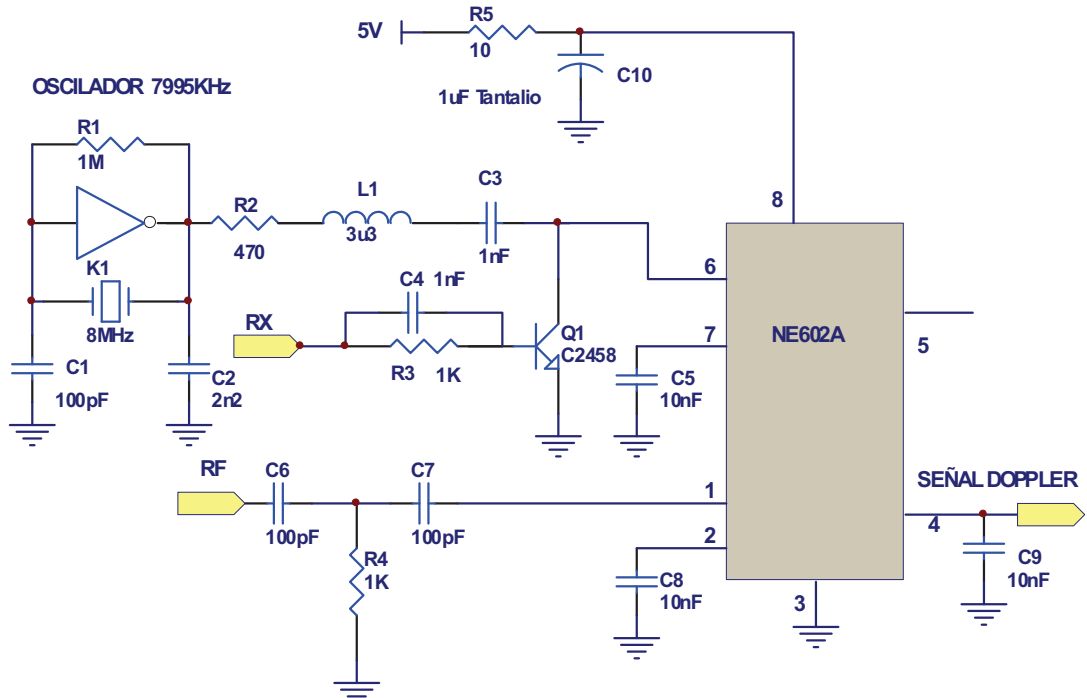 R5
5V
10
C10
1uF Tantalio
OSCILADOR 7995KHz
R1
1M
R2
470
L1
3u3
C3
1nF
8
K1
8MHz
C4 1nF
6
RX
Q1
C2458
NE602A
7
5
R3 1K
C1
100pF
C2
2n2
C5
10nF
RF
C6
100pF
C7
100pF
1
SEÑAL DOPPLER
4
2
R4
1K
C8
10nF
C9
10nF
3